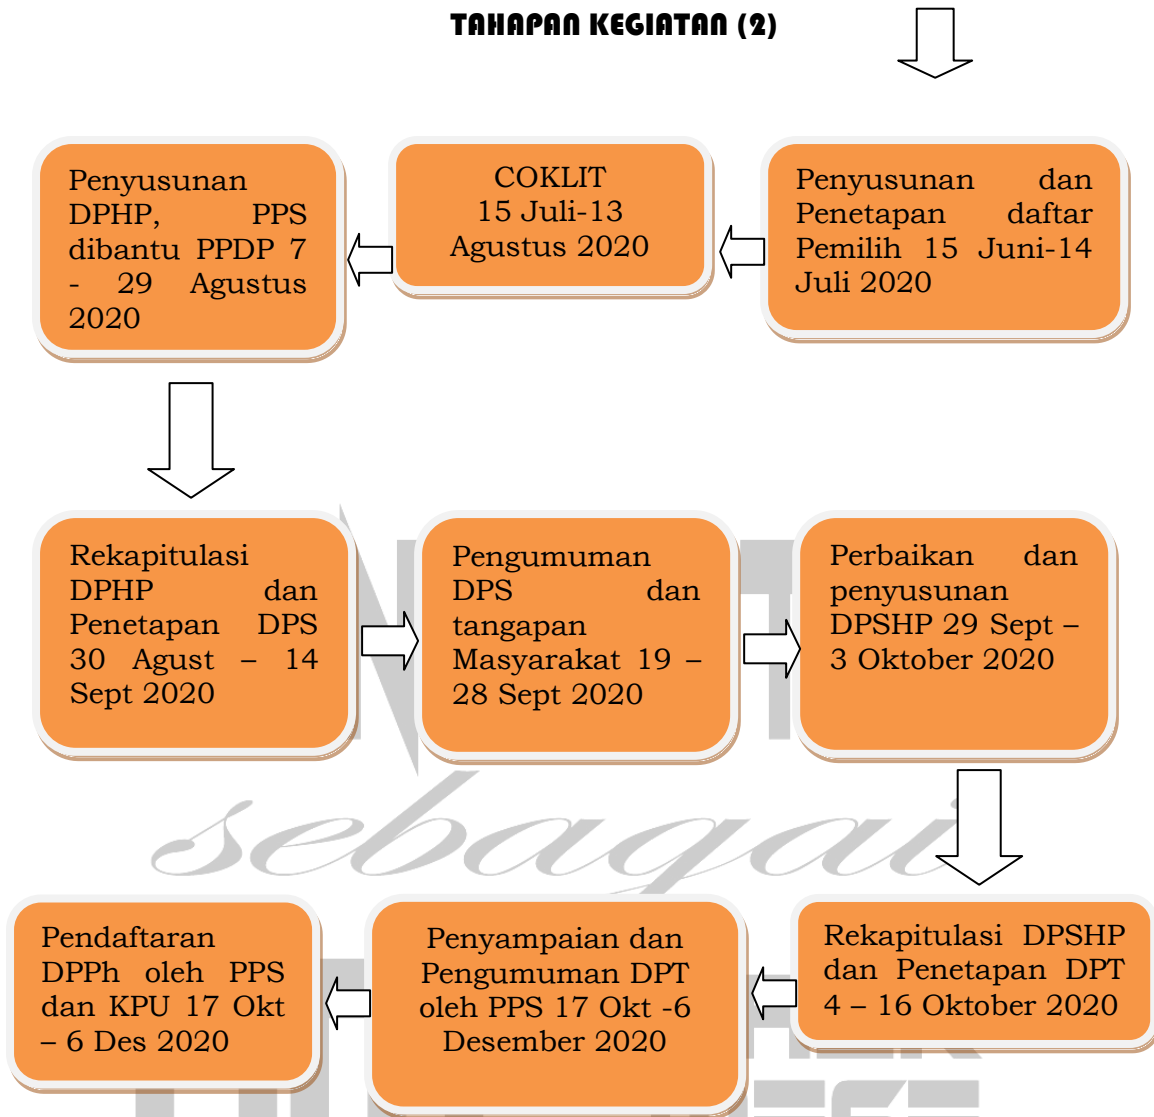 TAHAPAN KEGIATAN (2)
Penyusunan dan
Penetapan daftar
Pemilih 15 Juni-14
Juli 2020
COKLIT
15 Juli-13
Agustus 2020
Penyusunan
DPHP, PPS
dibantu PPDP 7
- 29 Agustus
2020
Rekapitulasi
DPHP dan
Penetapan DPS
30 Agust – 14
Sept 2020
Pengumuman
DPS dan
tangapan
Masyarakat 19 –
28 Sept 2020
Perbaikan dan
penyusunan
DPSHP 29 Sept –
3 Oktober 2020
sebagai
Rekapitulasi DPSHP
dan Penetapan DPT
4 – 16 Oktober 2020
Penyampaian dan
Pengumuman DPT
oleh PPS 17 Okt -6
Desember 2020
Pendaftaran
DPPh oleh PPS
dan KPU 17 Okt
– 6 Des 2020